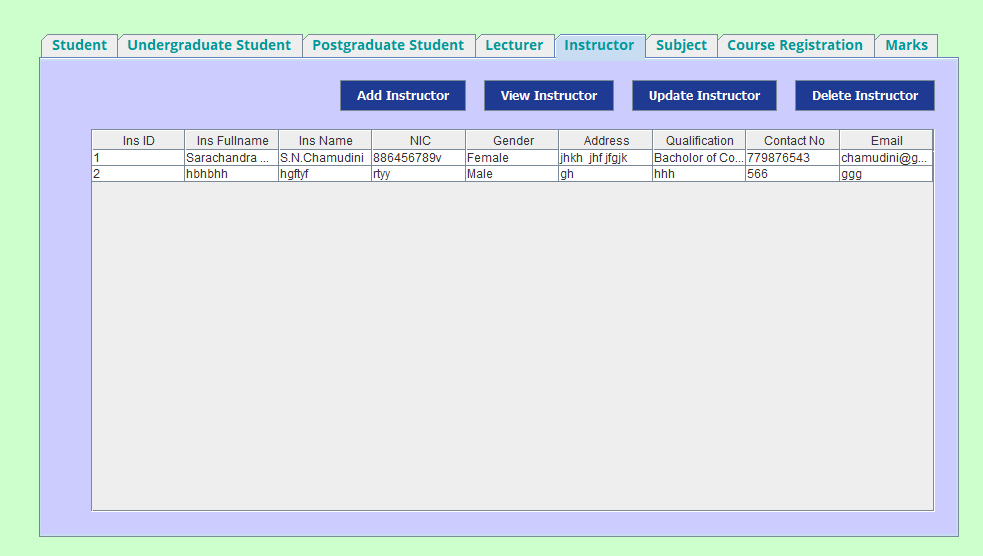 Student Undergraduate Student Postgraduate Student Lecturer Instructor Subject Course Registration Marks
Add Instructor View Instructor Update Instructor Delete Instructor
Ins ID Ins Fullname Ins Name NIC Gender Address Qualification Contact No Email
1 Sarachandra ... S.N.Chamudini 886456789v Female jhkh jhf jfgjk Bacholor of Co... 779876543 chamudini@g...
2 hbhbhh hgftyf rtyy Male gh hhh 566 ggg